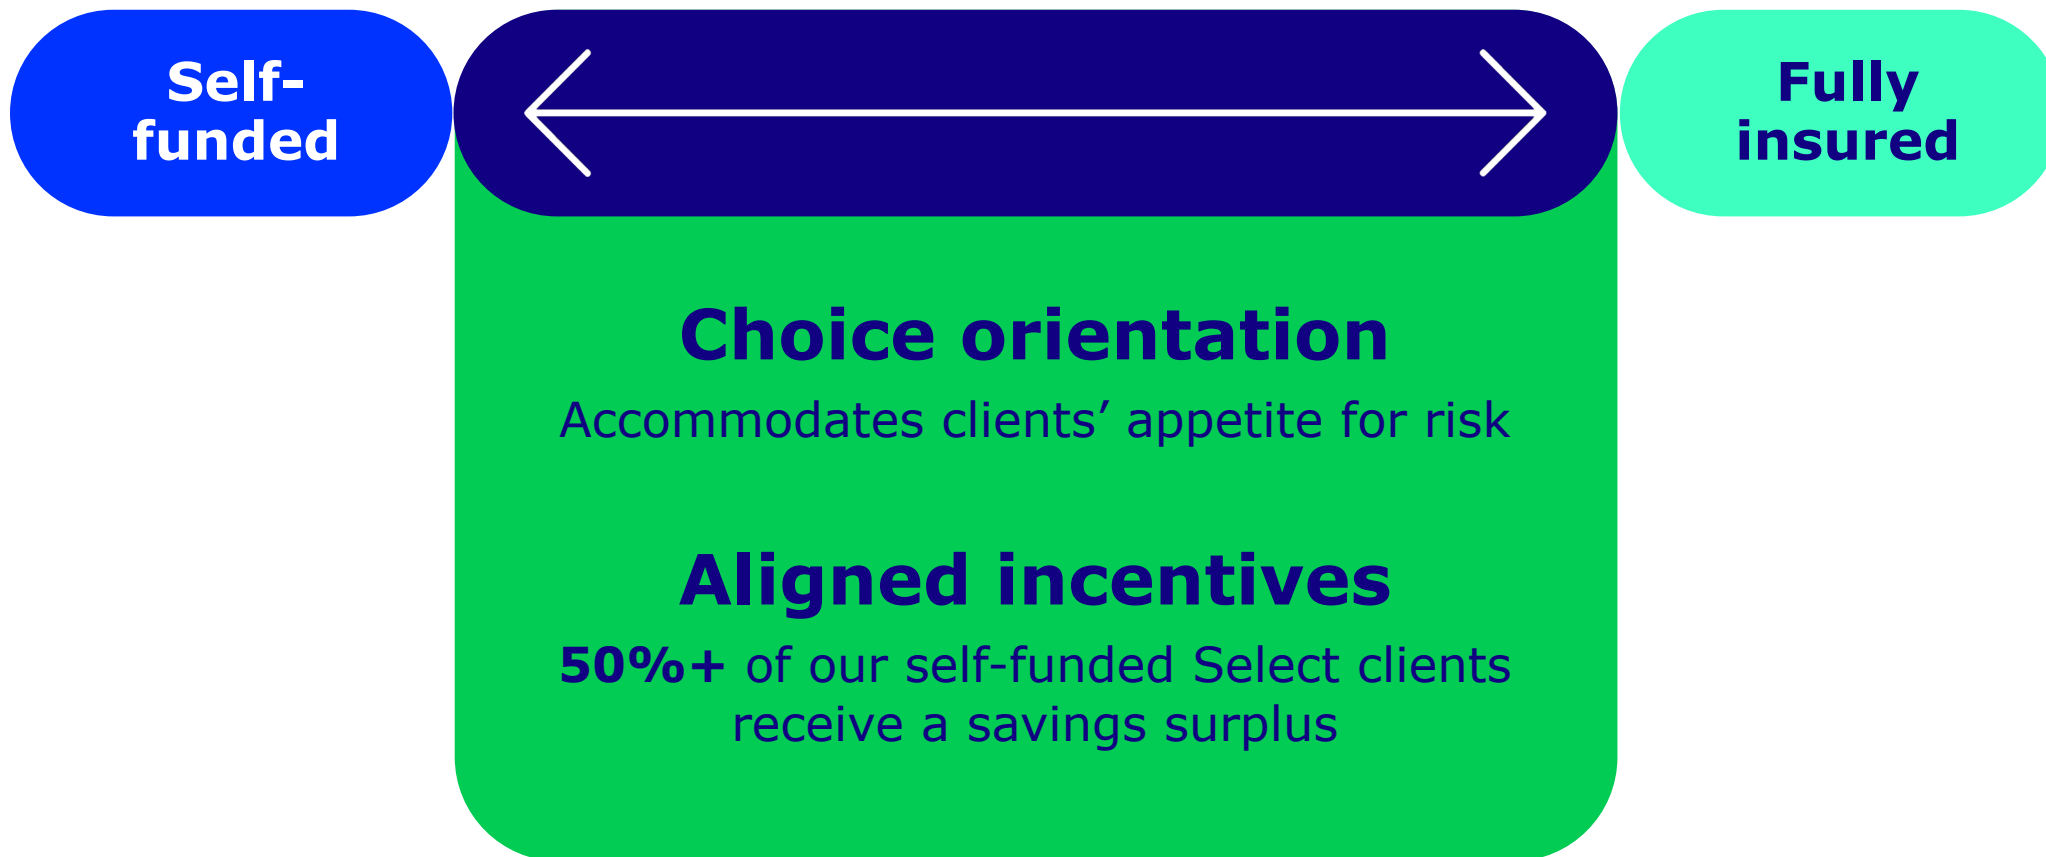 Self-
funded
Fully
insured
Choice orientation
Accommodates clients’ appetite for risk
Aligned incentives
50%+ of our self-funded Select clients
receive a savings surplus